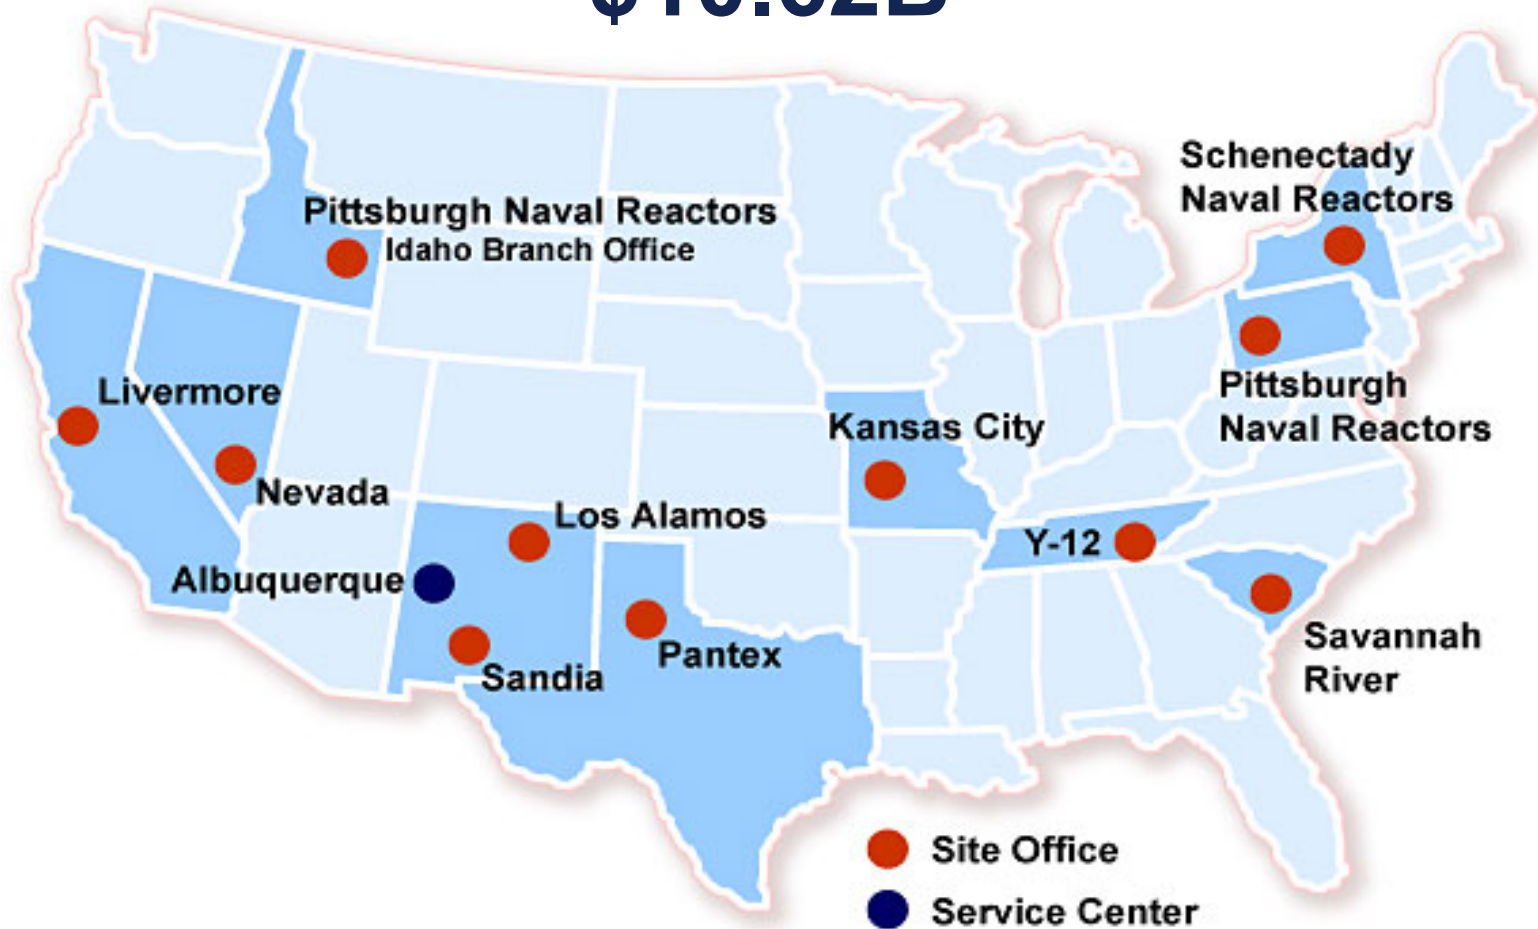 Schenectady
Naval Reactors
Pittsburgh Naval Reactors
Idaho Branch Office
Pittsburgh
Naval Reactors
Livermore
Kansas City
Nevada
Los Alamos
Y-12
Albuquerque
Savannah
River
Pantex
Sandia
Site Office
Service Center